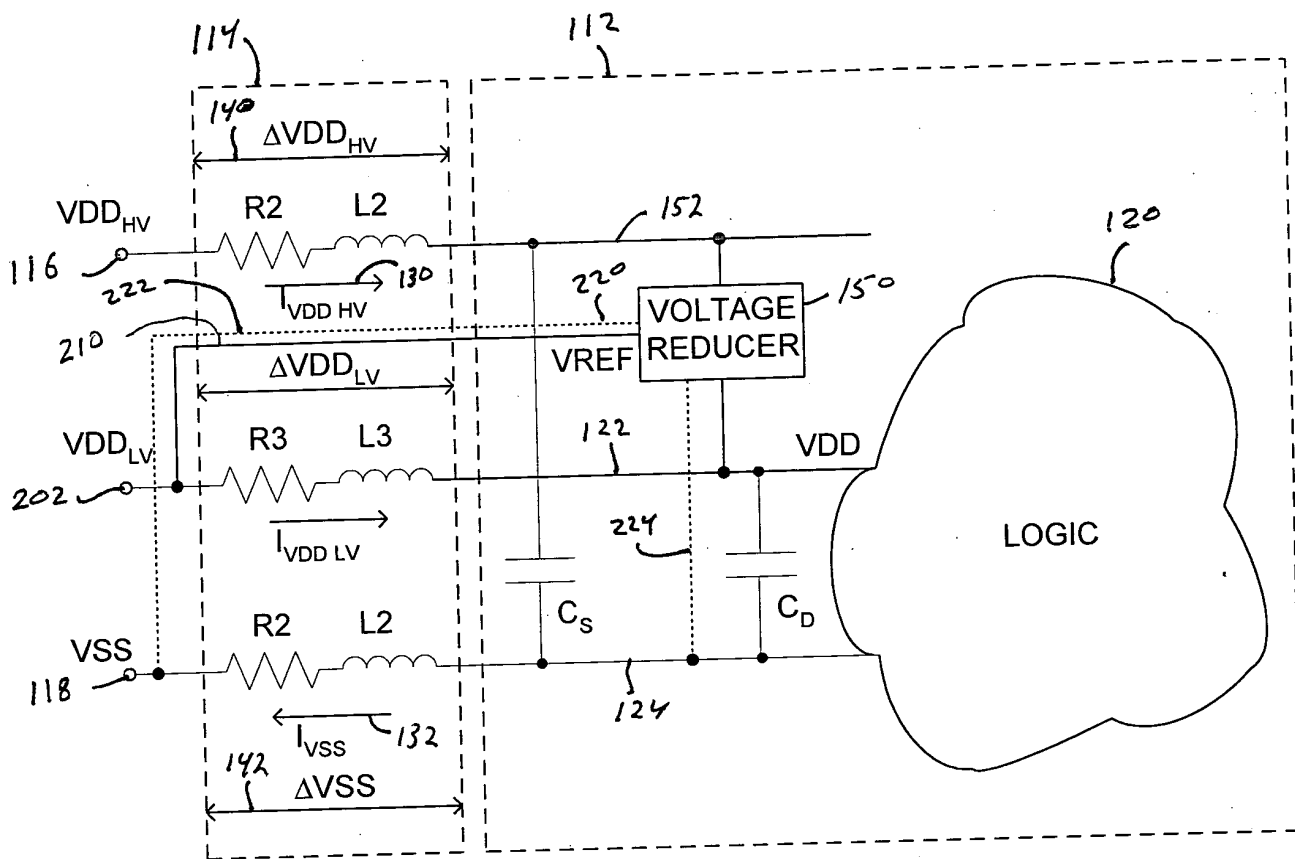 114
112
140
ΔVDD_HV
R2 L2
152
120
VDD_HV
116
130
I_VDD HV
222
220
150
VOLTAGE
REDUCER
210
VREF
ΔVDD_LV
VDD_LV
R3 L3
122
VDD
202
I_VDD LV
224
LOGIC
C_S
C_D
R2 L2
VSS
118
124
I_VSS
132
142
ΔVSS